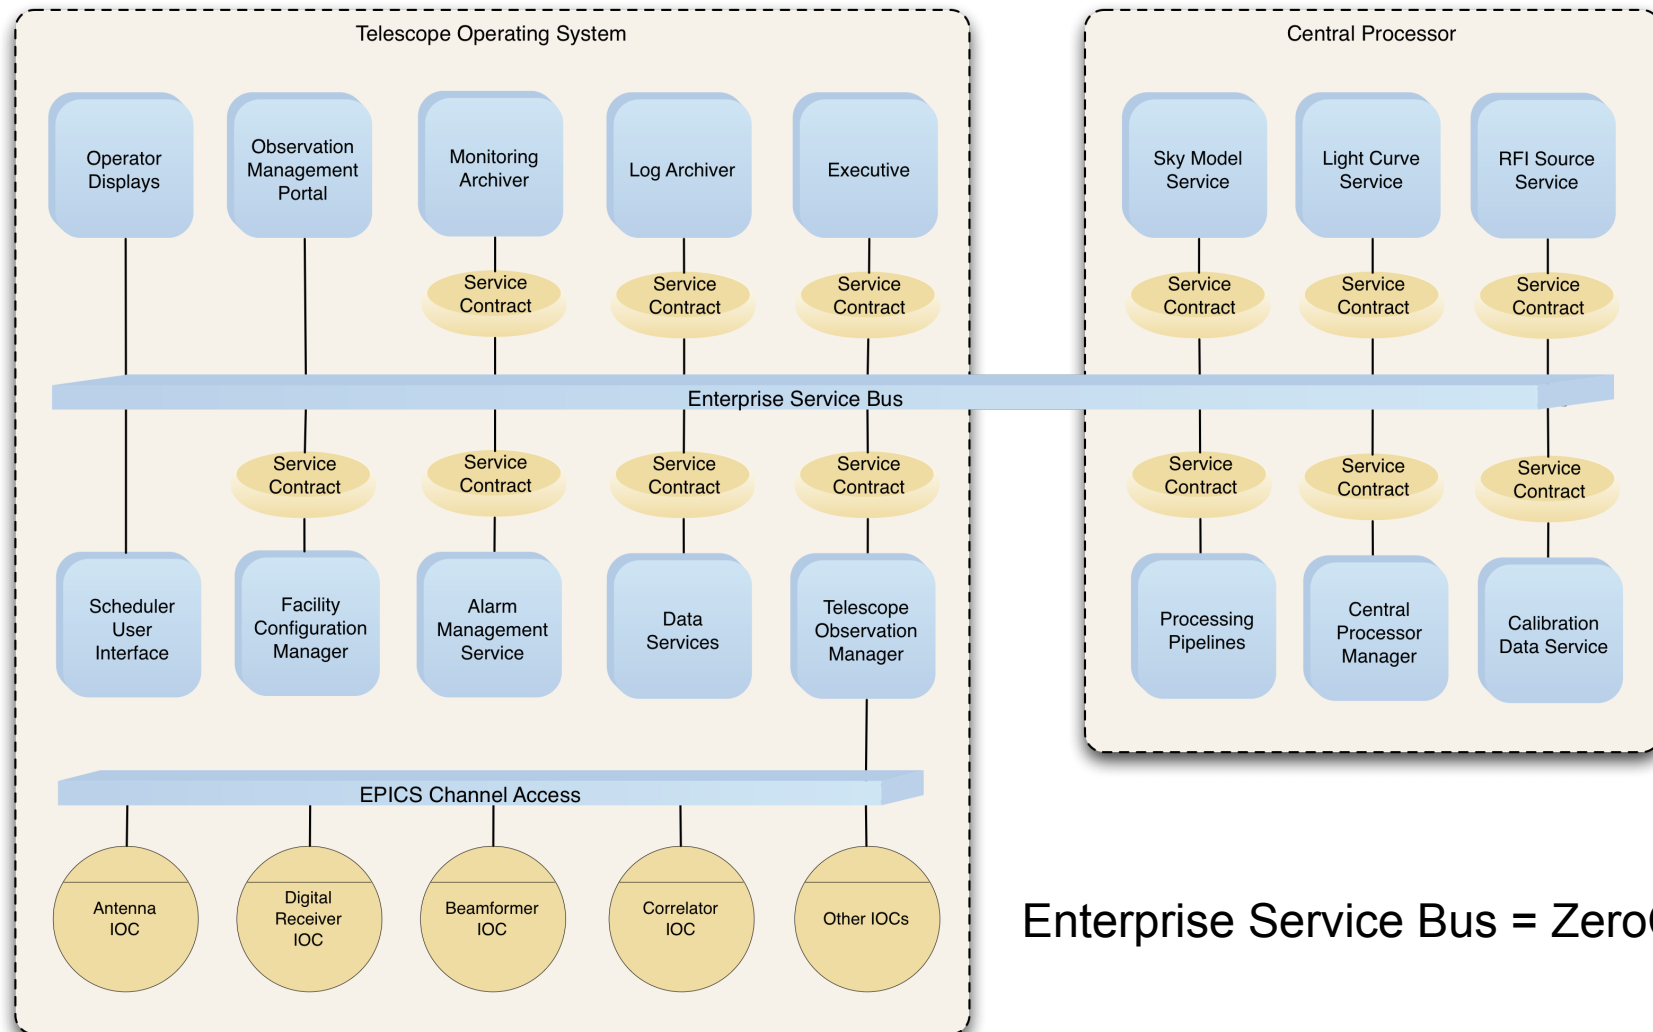 Telescope Operating System
Central Processor
Operator
Displays
Observation
Management
Portal
Monitoring
Archiver
Log Archiver
Executive
Sky Model
Service
Light Curve
Service
RFI Source
Service
Service
Contract
Service
Contract
Service
Contract
Service
Contract
Service
Contract
Service
Contract
Enterprise Service Bus
Service
Contract
Service
Contract
Service
Contract
Service
Contract
Service
Contract
Service
Contract
Service
Contract
Scheduler
User
Interface
Facility
Configuration
Manager
Alarm
Management
Service
Data
Services
Telescope
Observation
Manager
Processing
Pipelines
Central
Processor
Manager
Calibration
Data Service
EPICS Channel Access
Antenna
IOC
Digital
Receiver
IOC
Beamformer
IOC
Correlator
IOC
Other IOCs
Enterprise Service Bus =